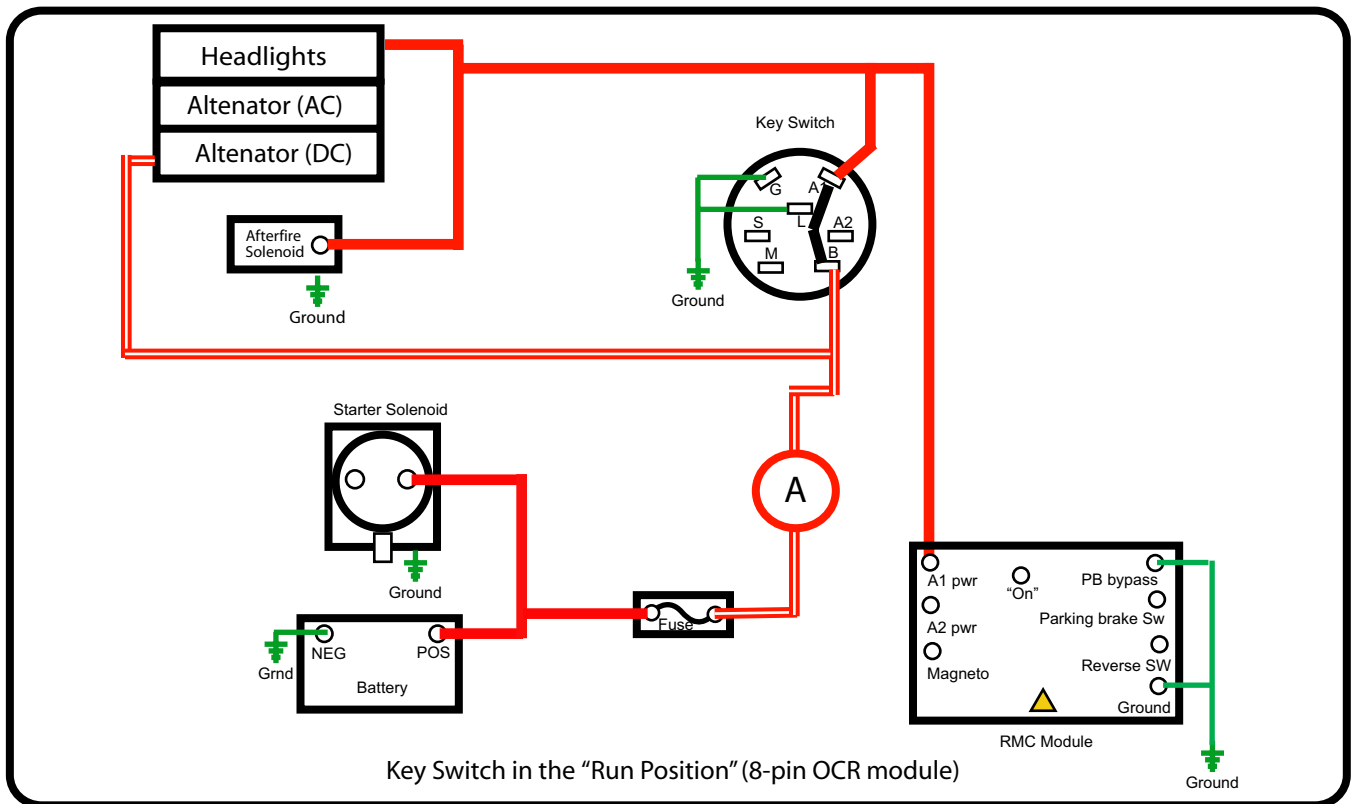 Headlights
Altenator (AC)
Altenator (DC)
Key Switch
G
A1
L
S
A2
M
B
Ground
Afterfire
Solenoid
Ground
Starter Solenoid
Ground
A
Fuse
NEG
POS
Grnd
Battery
A1 pwr
"On"
PB bypass
A2 pwr
Parking brake Sw
Magneto
Reverse SW
Ground
RMC Module
Ground
Key Switch in the “Run Position” (8-pin OCR module)